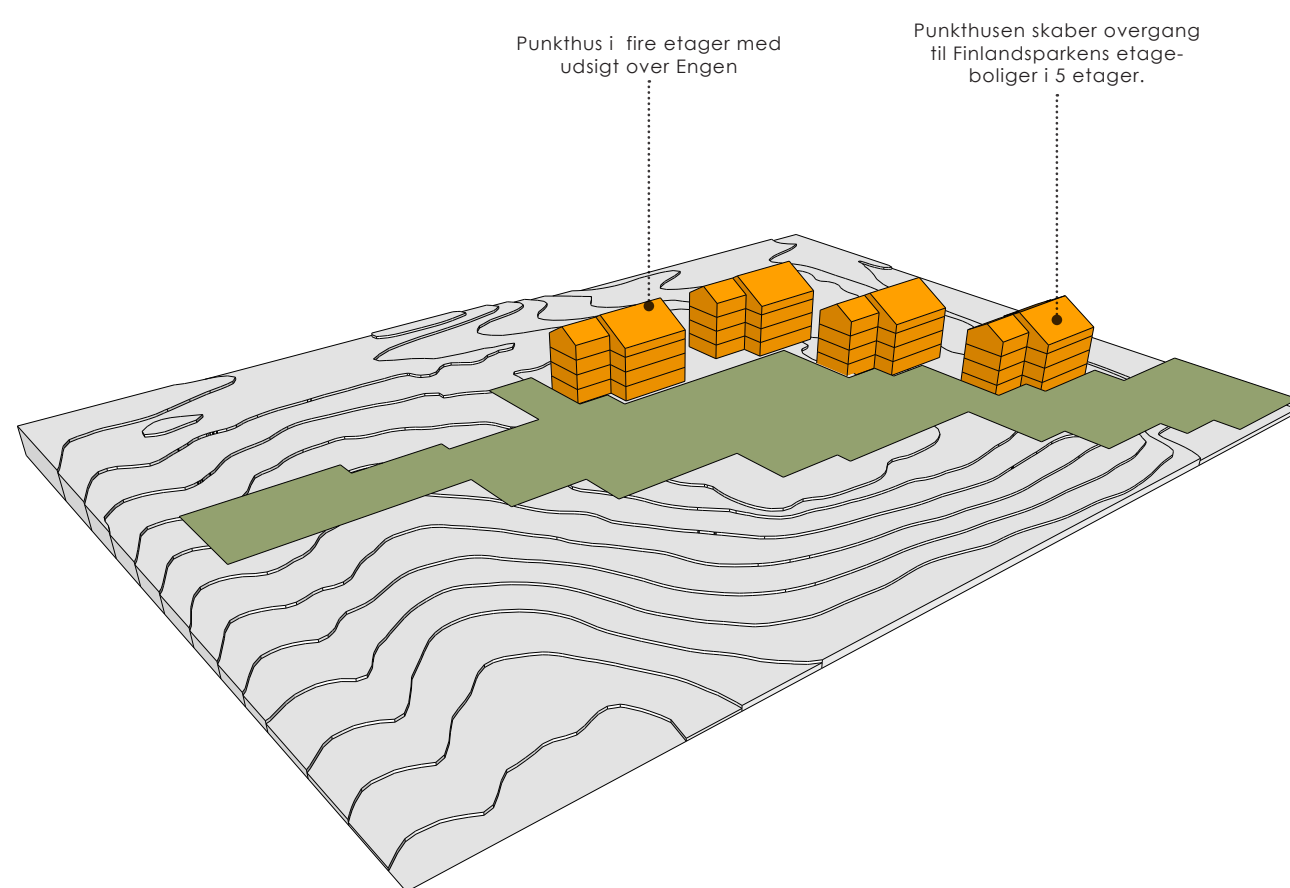 Punkthus i fire etager med
udsigt over Engen
Punkthusen skaber overgang
til Finlandsparkens etage-
boliger i 5 etager.